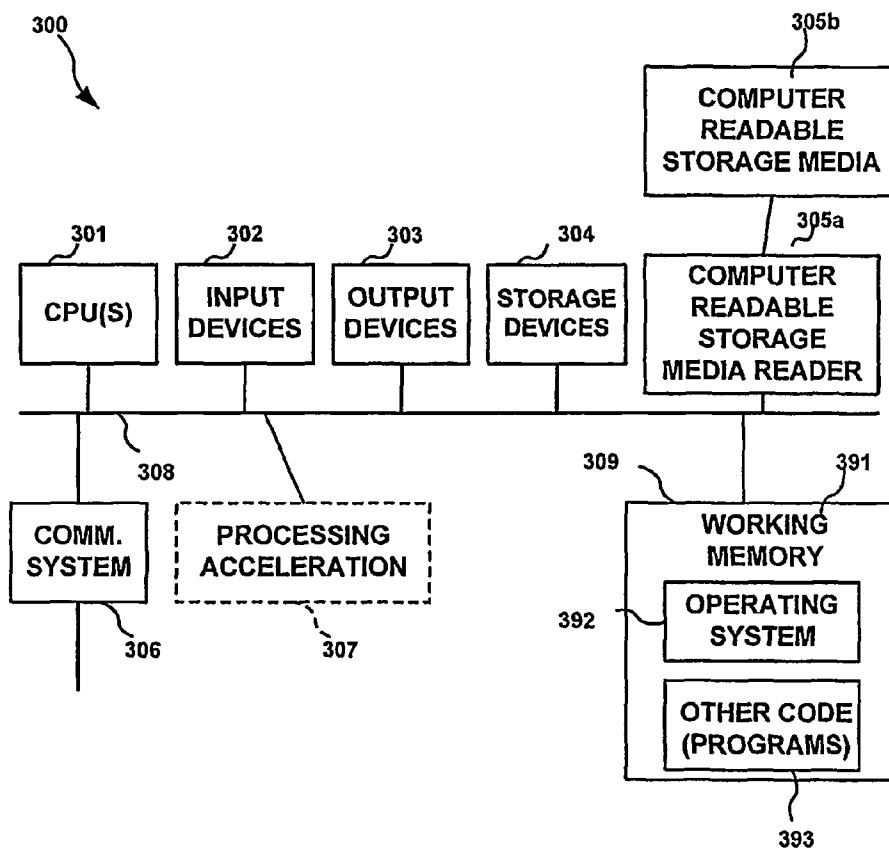 300
305b
COMPUTER
READABLE
STORAGE MEDIA
301
302
303
304
305a
CPU(S)
INPUT
DEVICES
OUTPUT
DEVICES
STORAGE
DEVICES
COMPUTER
READABLE
STORAGE
MEDIA READER
308
309
391
COMM.
SYSTEM
PROCESSING
ACCELERATION
WORKING
MEMORY
306
307
392
OPERATING
SYSTEM
OTHER CODE
(PROGRAMS)
393